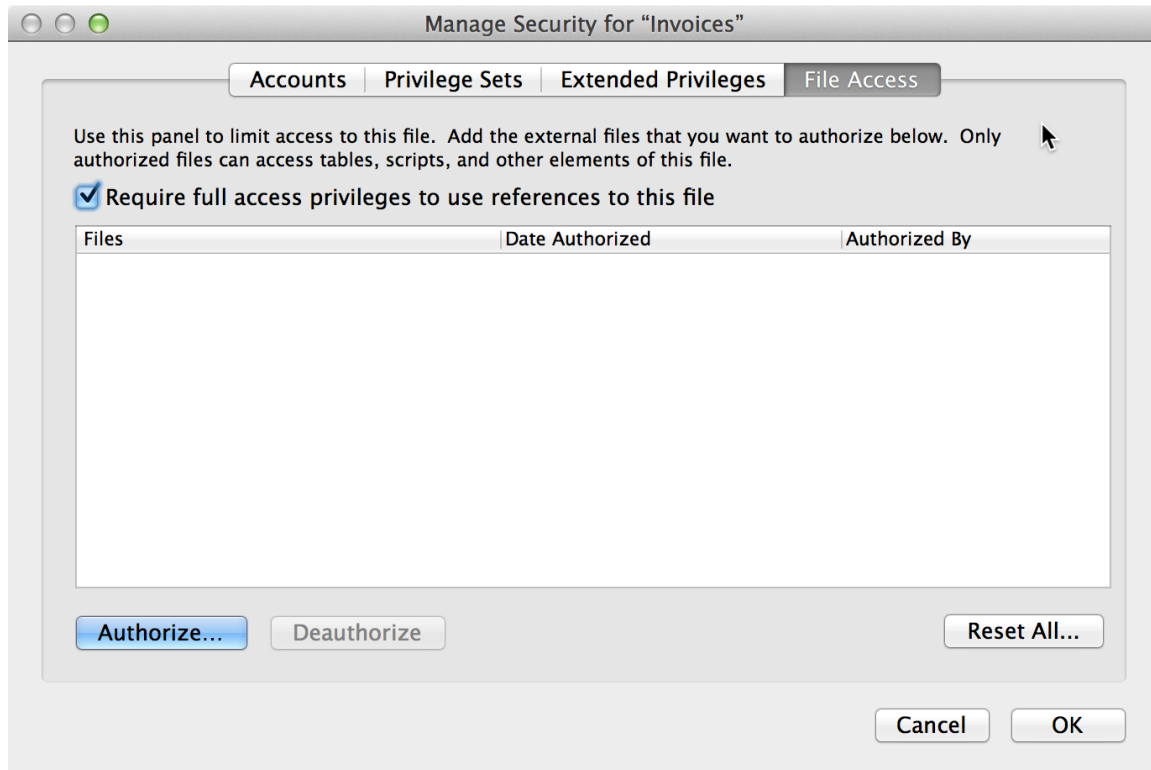 Manage Security for “Invoices”
Accounts Privilege Sets Extended Privileges File Access
Use this panel to limit access to this file.  Add the external files that you want to authorize below.  Only
authorized files can access tables, scripts, and other elements of this file.
Require full access privileges to use references to this file
Files Date Authorized Authorized By
Authorize... Deauthorize Reset All...
Cancel OK